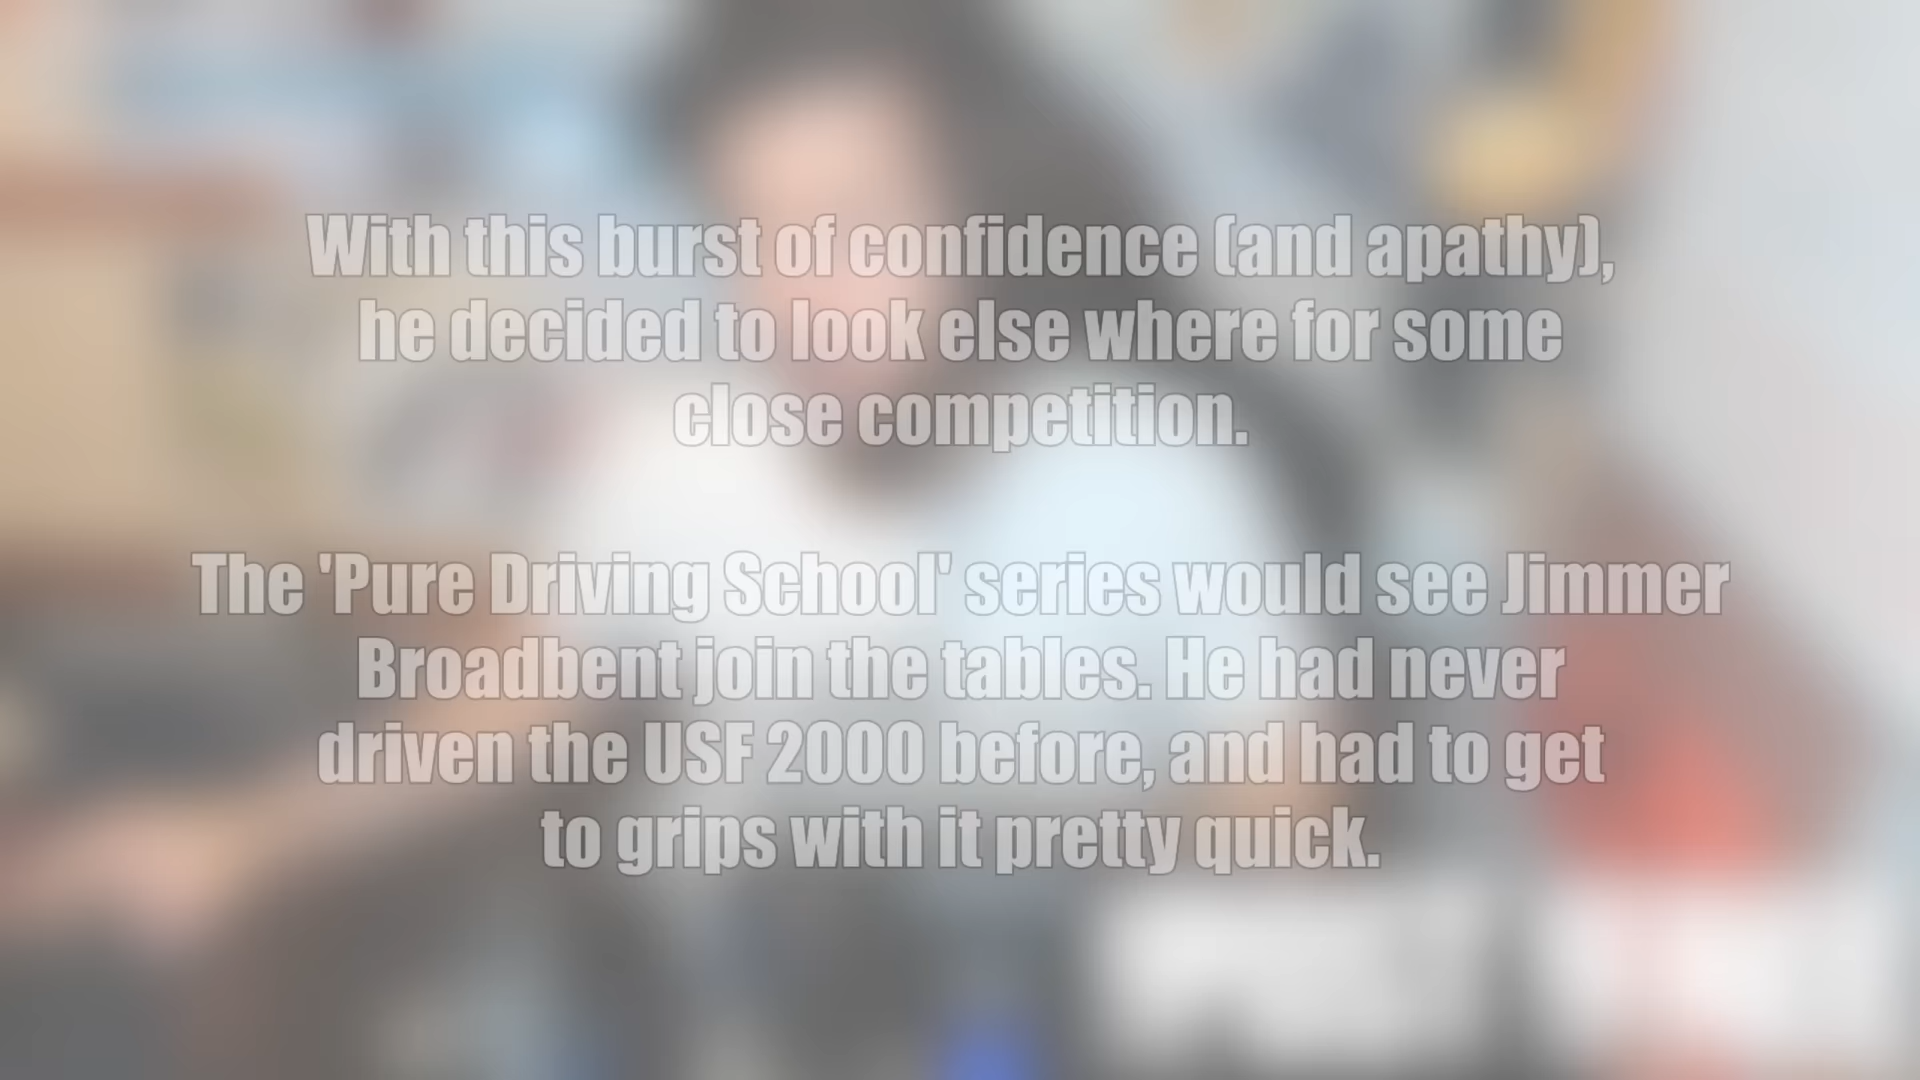 With this burst of confidence (and apathy),
he decided to look else where for some
close competition.
The 'Pure Driving School' series would see Jimmer
Broadbent join the tables. He had never
driven the USF 2000 before, and had to get
to grips with it pretty quick.